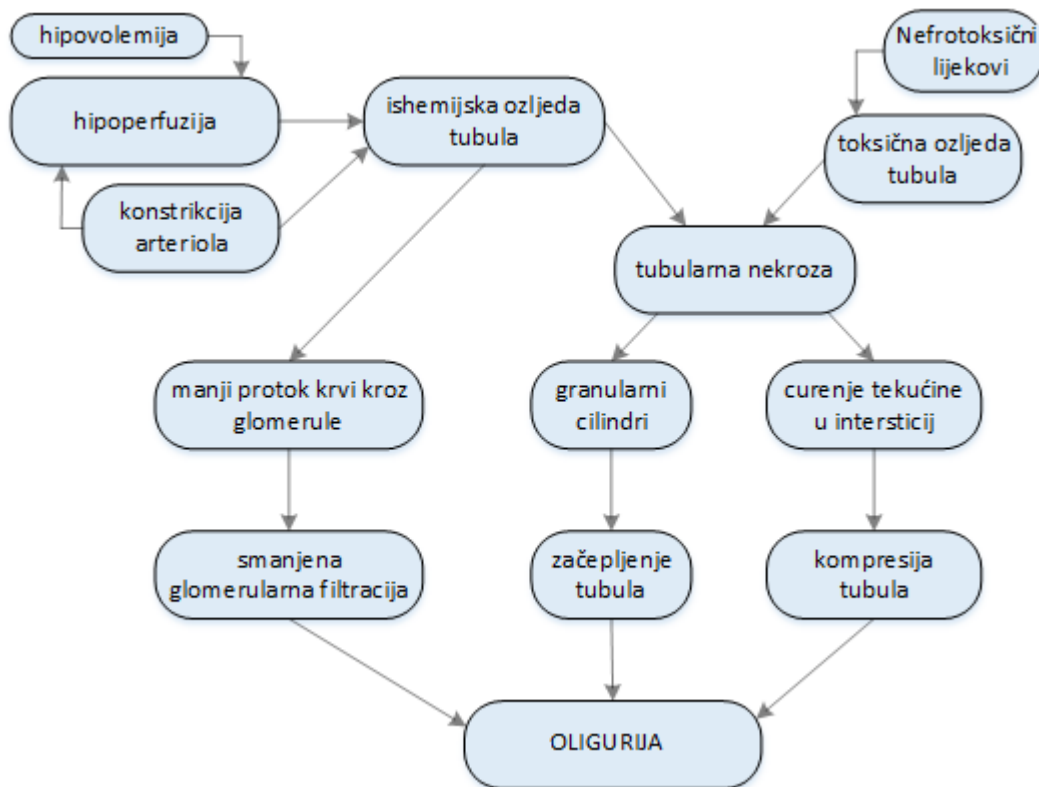 hipovolemija
Nefrotoksični
lijekovi
hipoperfuzija
ishemijska ozljeda
tubula
toksična ozljeda
tubula
konstrikcija
arteriola
tubularna nekroza
manji protok krvi kroz
glomerule
granularni
cilindri
curenje tekućine
u intersticij
smanjena
glomerularna filtracija
začepljenje
tubula
kompresija
tubula
OLIGURIJA